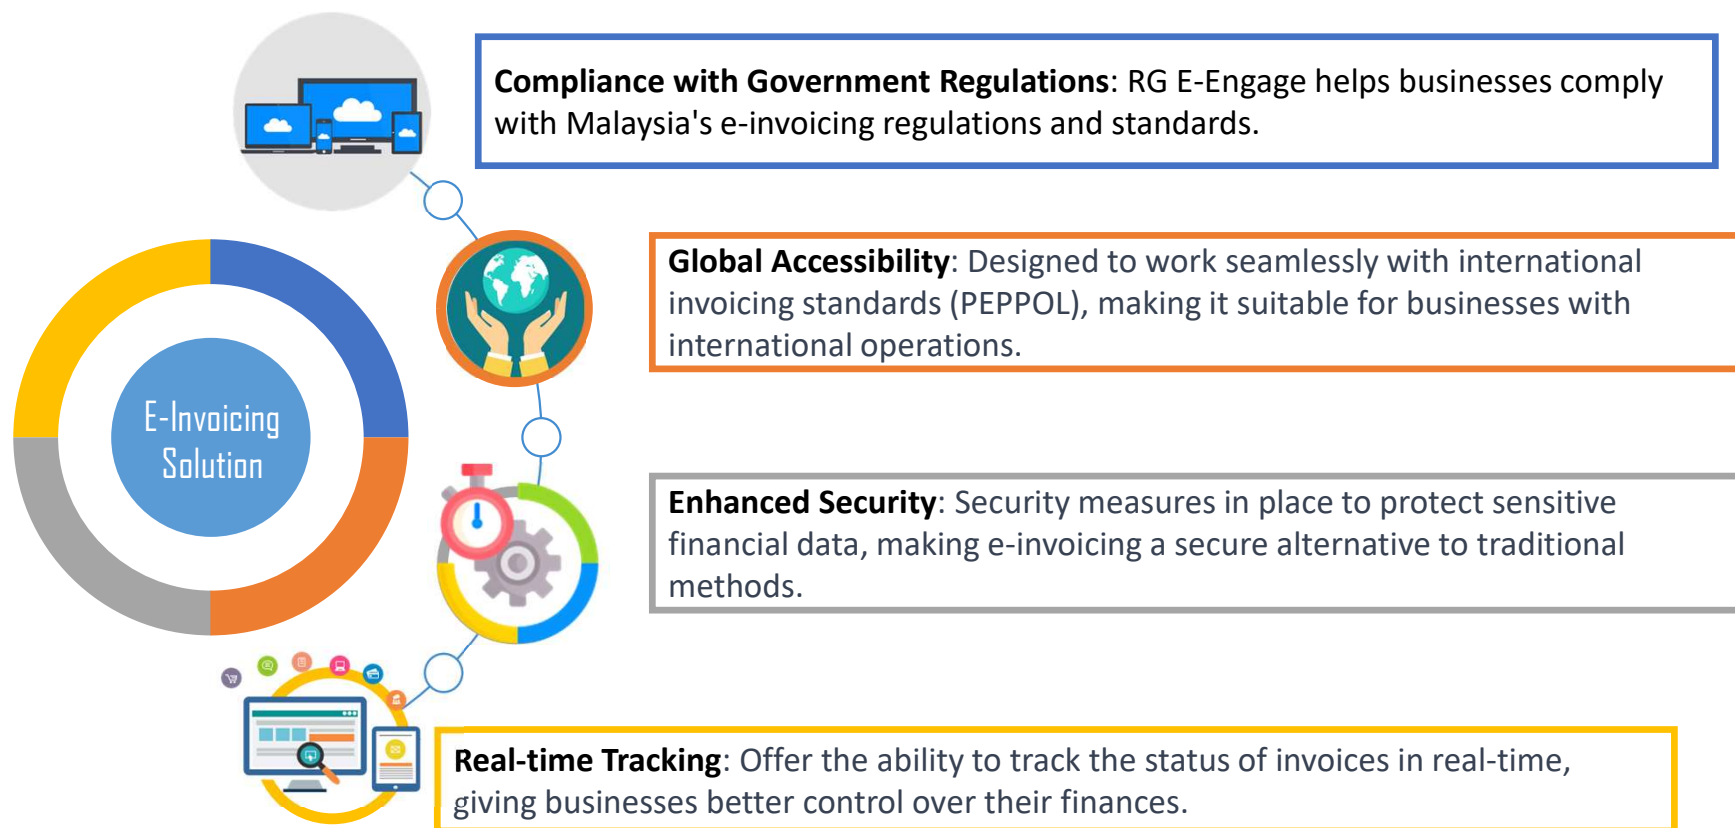 Compliance with Government Regulations: RG E-Engage helps businesses comply
with Malaysia's e-invoicing regulations and standards.
Global Accessibility: Designed to work seamlessly with international
invoicing standards (PEPPOL), making it suitable for businesses with
international operations.
E-Invoicing
Solution
Enhanced Security: Security measures in place to protect sensitive
financial data, making e-invoicing a secure alternative to traditional
methods.
Real-time Tracking: Offer the ability to track the status of invoices in real-time,
giving businesses better control over their finances.